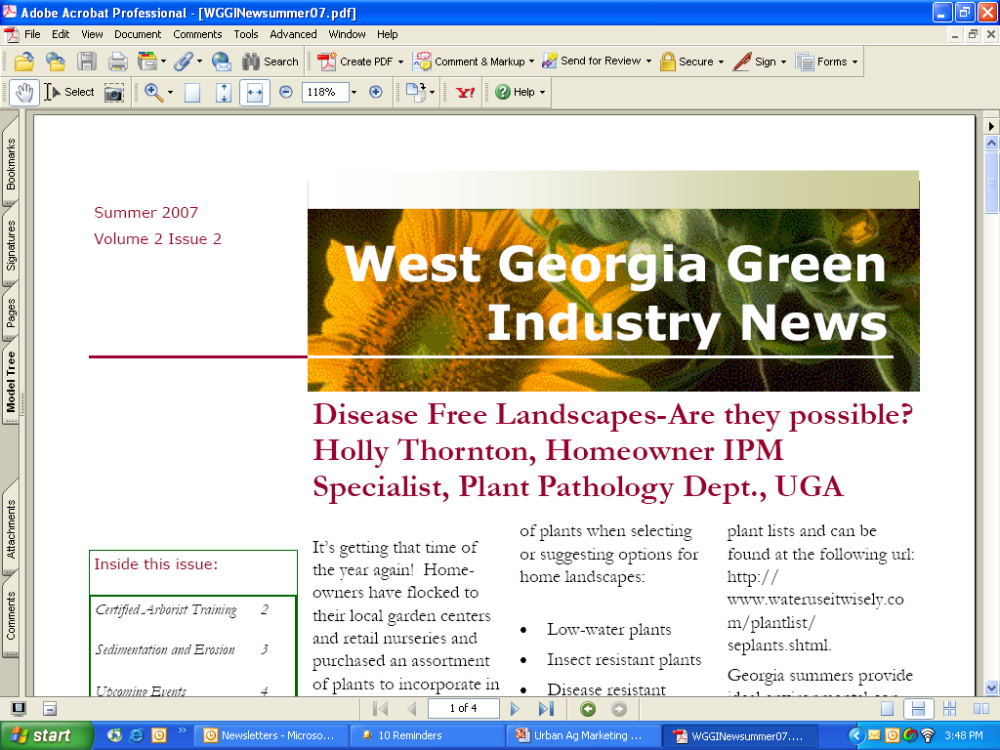 Adobe Acrobat Professional - [WGGINewsummer07.pdf]
File Edit View Document Comments Tools Advanced Window Help
Search Create PDF Comment & Markup Send for Review Secure Sign Forms
Select 118% Y! Help
Bookmarks
Signatures
Pages
Model Tree
Attachments
Comments
Summer 2007
Volume 2 Issue 2
West Georgia Green
Industry News
Disease Free Landscapes-Are they possible?
Holly Thornton, Homeowner IPM
Specialist, Plant Pathology Dept., UGA
Inside this issue:
Certified Arborist Training 2
Sedimentation and Erosion 3
Upcoming Events 4
It's getting that time of
the year again! Home-
owners have flocked to
their local garden centers
and retail nurseries and
purchased an assortment
of plants to incorporate in
of plants when selecting
or suggesting options for
home landscapes:
• Low-water plants
• Insect resistant plants
• Disease resistant
plant lists and can be
found at the following url:
http://
www.wateruseitwisely.co
m/plantlist/
seplants.shtml.
Georgia summers provide
ideal environmental con-
1 of 4
start Newsletters - Microso... 10 Reminders Urban Ag Marketing ... WGGINewsummer07.... 3:48 PM